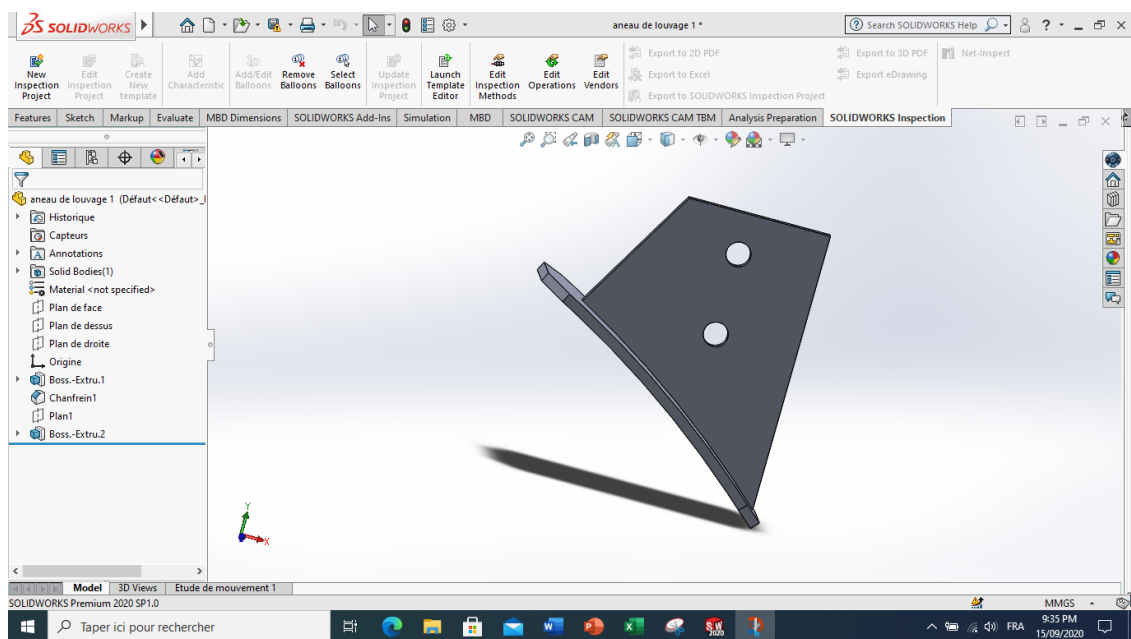 SOLIDWORKS
aneau de louvage 1 *
Search SOLIDWORKS Help
New Inspection Project
Edit Inspection Project
Create New template
Add Characteristic
Add/Edit Balloons
Remove Balloons
Select Balloons
Update Inspection Project
Launch Template Editor
Edit Inspection Methods
Edit Operations
Edit Vendors
Export to 2D PDF
Export to Excel
Export to SOLIDWORKS Inspection Project
Export to 3D PDF
Export eDrawing
Net-Inspect
Features Sketch Markup Evaluate MBD Dimensions SOLIDWORKS Add-Ins Simulation MBD SOLIDWORKS CAM SOLIDWORKS CAM TBM Analysis Preparation SOLIDWORKS Inspection
aneau de louvage 1 (Défaut<<Défaut>_
Historique
Capteurs
Annotations
Solid Bodies(1)
Material <not specified>
Plan de face
Plan de dessus
Plan de droite
Origine
Boss.-Extru.1
Chanfrein1
Plan1
Boss.-Extru.2
Y
X
Model 3D Views Etude de mouvement 1
SOLIDWORKS Premium 2020 SP1.0
MMGS
Taper ici pour rechercher
FRA
9:35 PM
15/09/2020